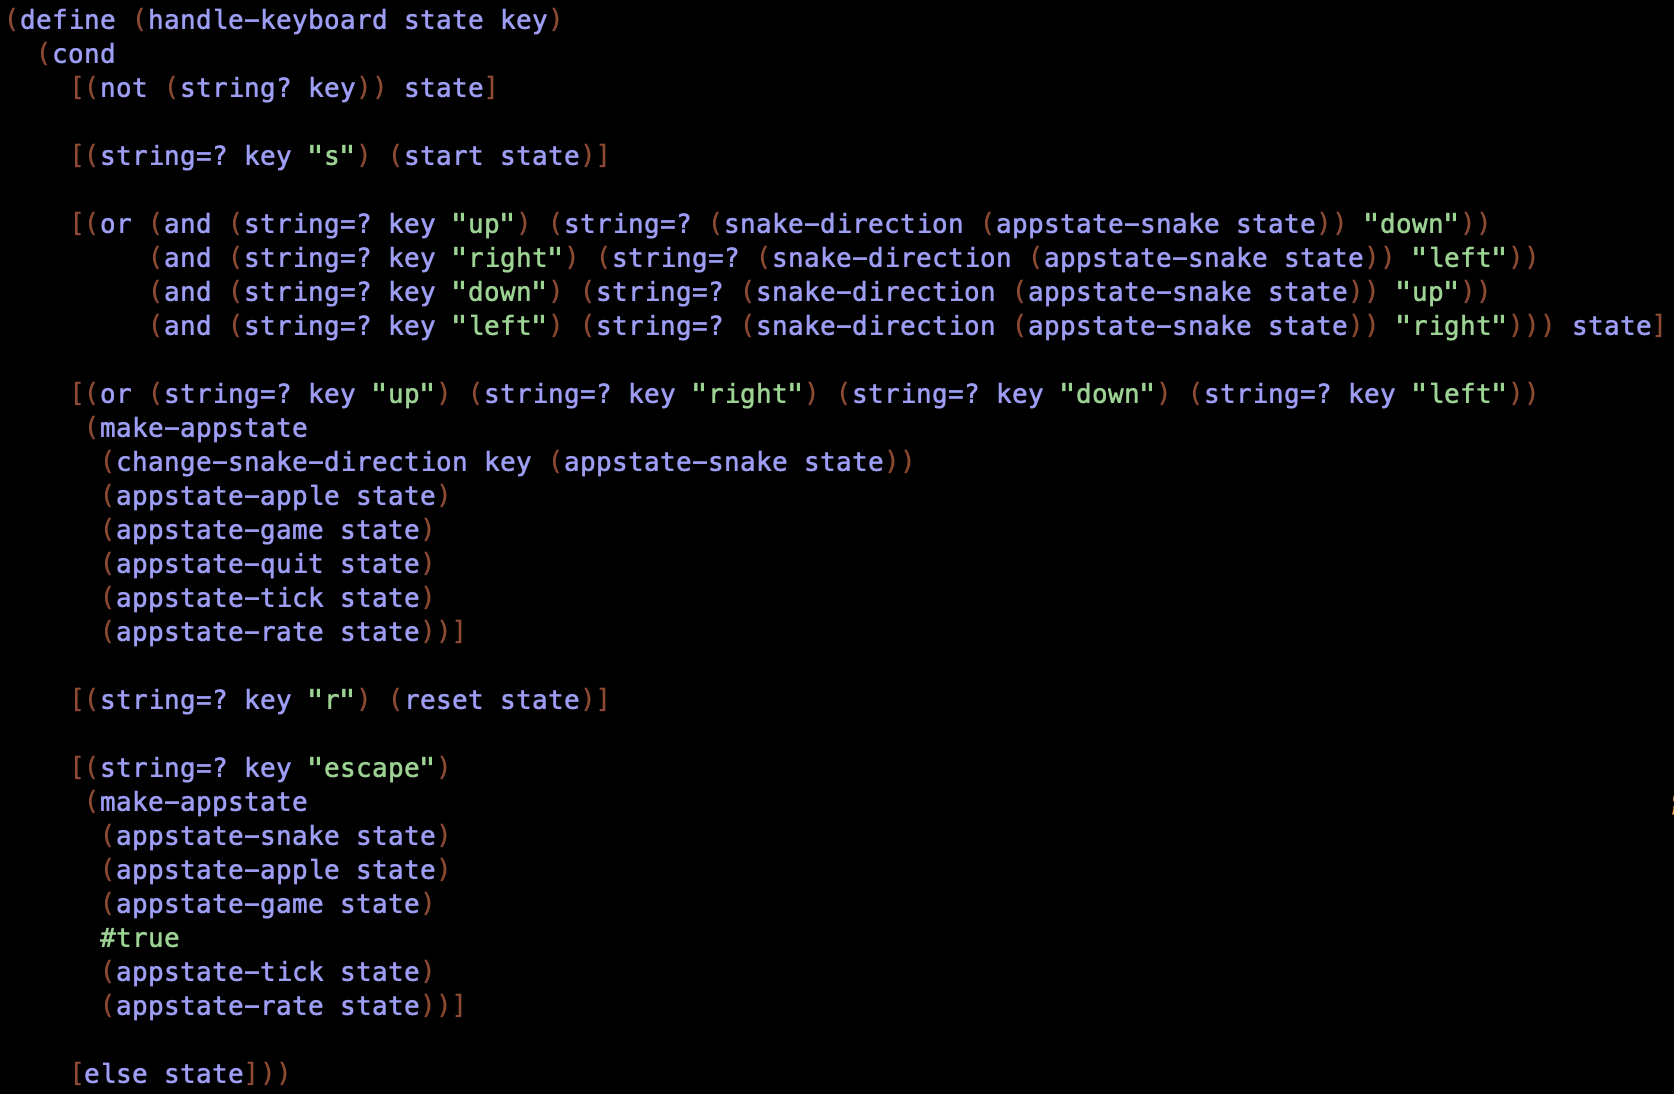 (define (handle-keyboard state key)
  (cond
    [(not (string? key)) state]

    [(string=? key "s") (start state)]

    [(or (and (string=? key "up") (string=? (snake-direction (appstate-snake state)) "down"))
         (and (string=? key "right") (string=? (snake-direction (appstate-snake state)) "left"))
         (and (string=? key "down") (string=? (snake-direction (appstate-snake state)) "up"))
         (and (string=? key "left") (string=? (snake-direction (appstate-snake state)) "right"))) state]

    [(or (string=? key "up") (string=? key "right") (string=? key "down") (string=? key "left"))
     (make-appstate
      (change-snake-direction key (appstate-snake state))
      (appstate-apple state)
      (appstate-game state)
      (appstate-quit state)
      (appstate-tick state)
      (appstate-rate state))]

    [(string=? key "r") (reset state)]

    [(string=? key "escape")
     (make-appstate
      (appstate-snake state)
      (appstate-apple state)
      (appstate-game state)
      #true
      (appstate-tick state)
      (appstate-rate state))]

    [else state]))